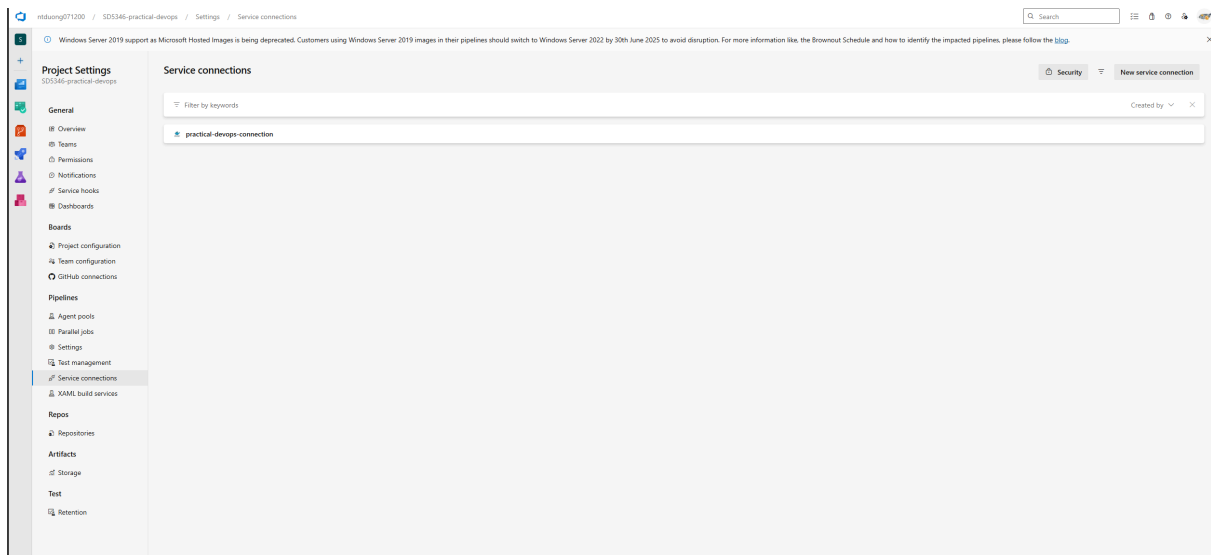 ntduong071200 / SD5346-practical-devops / Settings / Service connections
Search
S
Windows Server 2019 support as Microsoft Hosted Images is being deprecated. Customers using Windows Server 2019 images in their pipelines should switch to Windows Server 2022 by 30th June 2025 to avoid disruption. For more information like, the Brownout Schedule and how to identify the impacted pipelines, please follow the blog.
Project Settings
SD5346-practical-devops
General
Overview
Teams
Permissions
Notifications
Service hooks
Dashboards
Boards
Project configuration
Team configuration
GitHub connections
Pipelines
Agent pools
Parallel jobs
Settings
Test management
Service connections
XAML build services
Repos
Repositories
Artifacts
Storage
Test
Retention
Service connections
Security
New service connection
Filter by keywords
Created by
practical-devops-connection